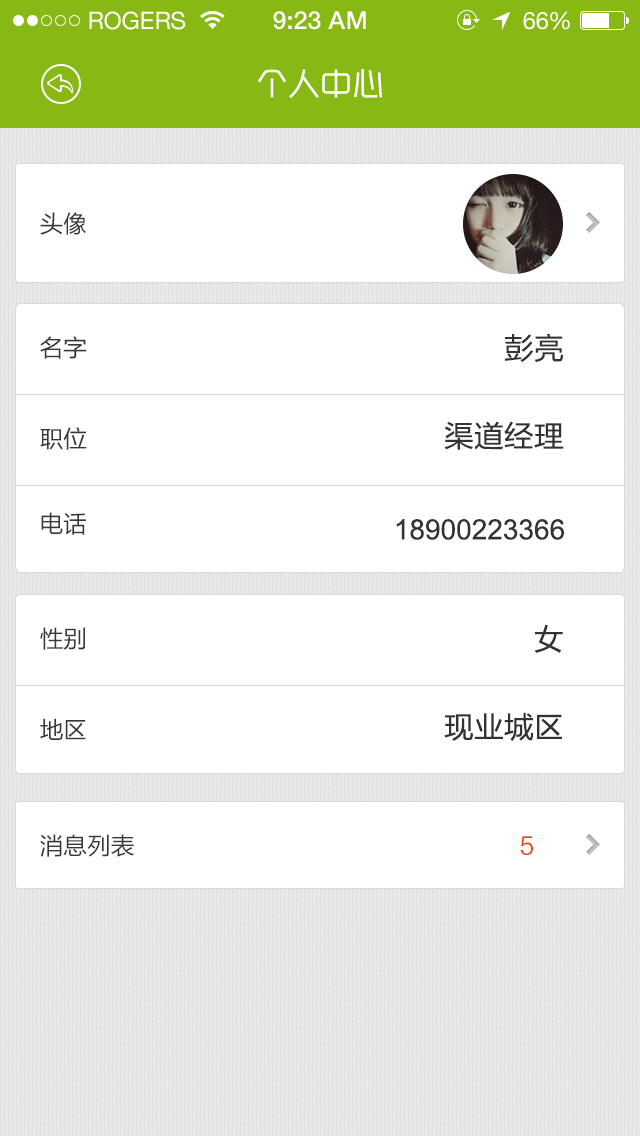 ROGERS 9:23 AM 66%
个人中心
头像
名字 彭亮
职位 渠道经理
电话 18900223366
性别 女
地区 现业城区
消息列表 5